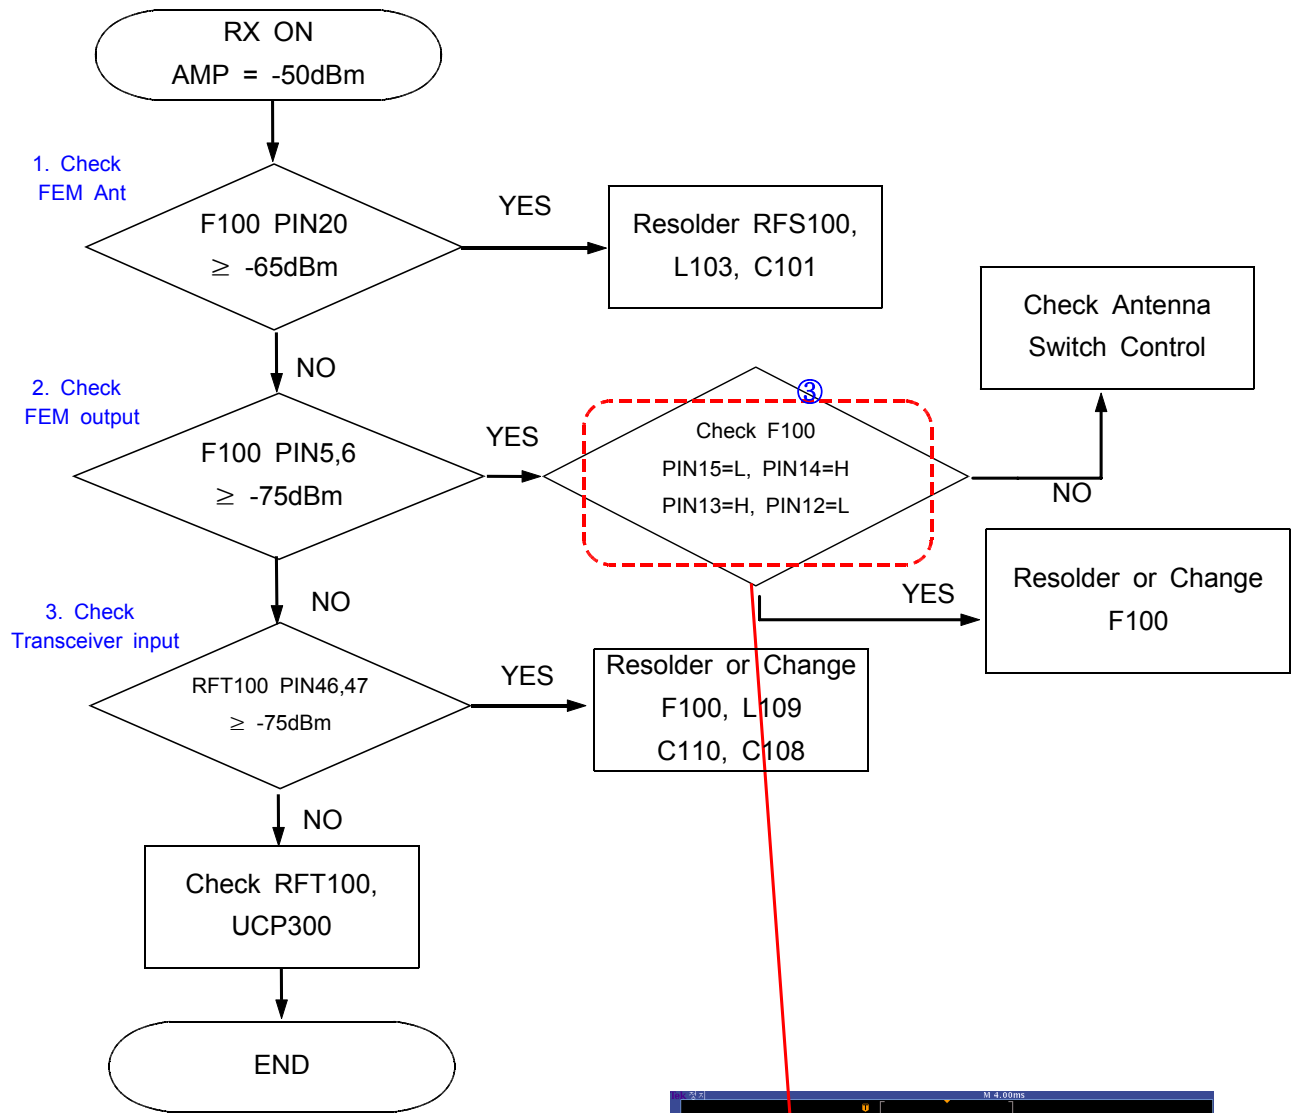 RX ON
AMP = -50dBm
1. Check
FEM Ant
F100 PIN20
≥ -65dBm
YES
Resolder RFS100,
L103, C101
NO
2. Check
FEM output
F100 PIN5,6
≥ -75dBm
YES
③
Check F100
PIN15=L, PIN14=H
PIN13=H, PIN12=L
NO
Check Antenna
Switch Control
YES
Resolder or Change
F100
NO
3. Check
Transceiver input
RFT100 PIN46,47
≥ -75dBm
YES
Resolder or Change
F100, L109
C110, C108
NO
Check RFT100,
UCP300
END
M 4.00ms